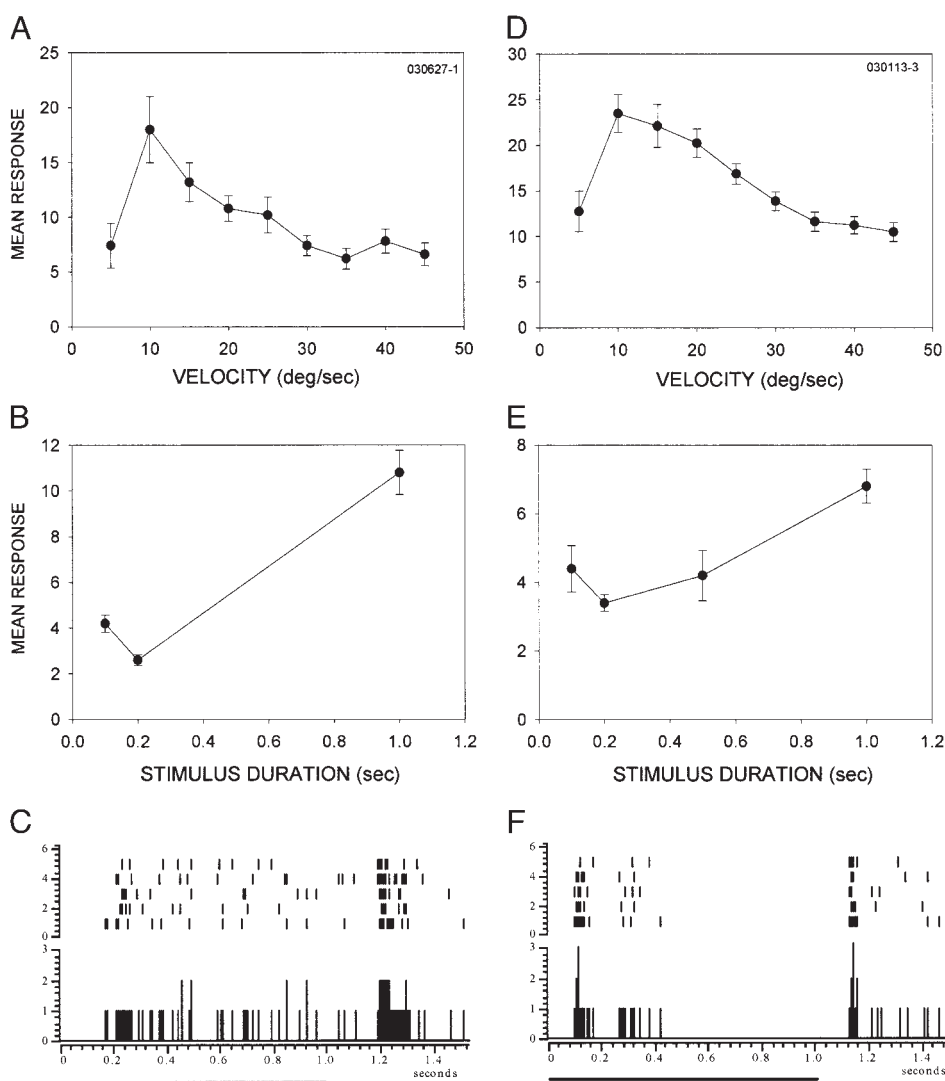 A
030627-1
25
20
15
10
5
0
MEAN RESPONSE
0 10 20 30 40 50
VELOCITY (deg/sec)
D
030113-3
30
25
20
15
10
5
0
0 10 20 30 40 50
VELOCITY (deg/sec)
B
12
10
8
6
4
2
0
MEAN RESPONSE
0.0 0.2 0.4 0.6 0.8 1.0 1.2
STIMULUS DURATION (sec)
E
8
6
4
2
0
0.0 0.2 0.4 0.6 0.8 1.0 1.2
STIMULUS DURATION (sec)
C
6
4
2
0
3
2
1
0
0 0.2 0.4 0.6 0.8 1.0 1.2 1.4
seconds
F
6
4
2
0
3
2
1
0
0 0.2 0.4 0.6 0.8 1.0 1.2 1.4
seconds